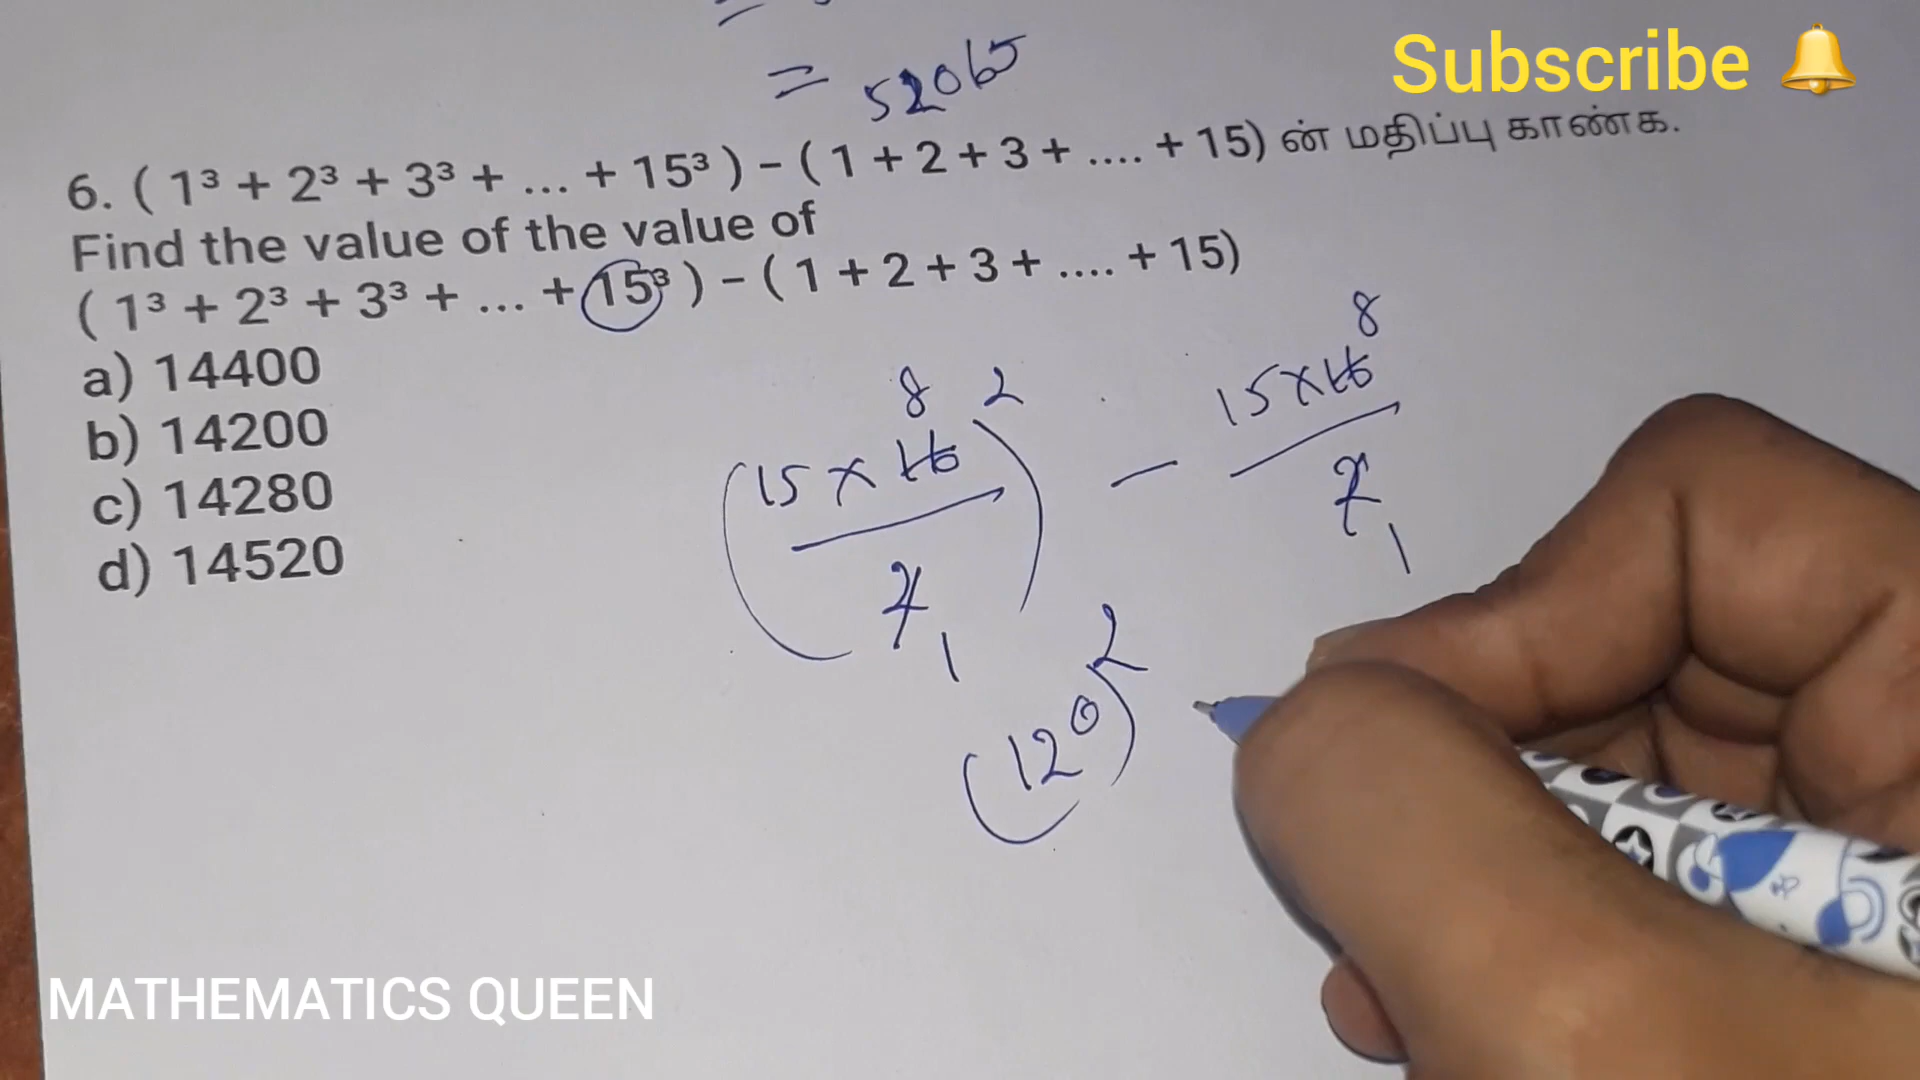 Subscribe 🔔
= 52065
6. ( 1³ + 2³ + 3³ + ... + 15³ ) – ( 1 + 2 + 3 + .... + 15) ன் மதிப்பு காண்க.
Find the value of the value of
( 1³ + 2³ + 3³ + ... + 15³ ) – ( 1 + 2 + 3 + .... + 15)
a) 14400
b) 14200
c) 14280
d) 14520
8 2 8
(15 × 16) – 15 × 16
2 1 2 1
(120)²
MATHEMATICS QUEEN